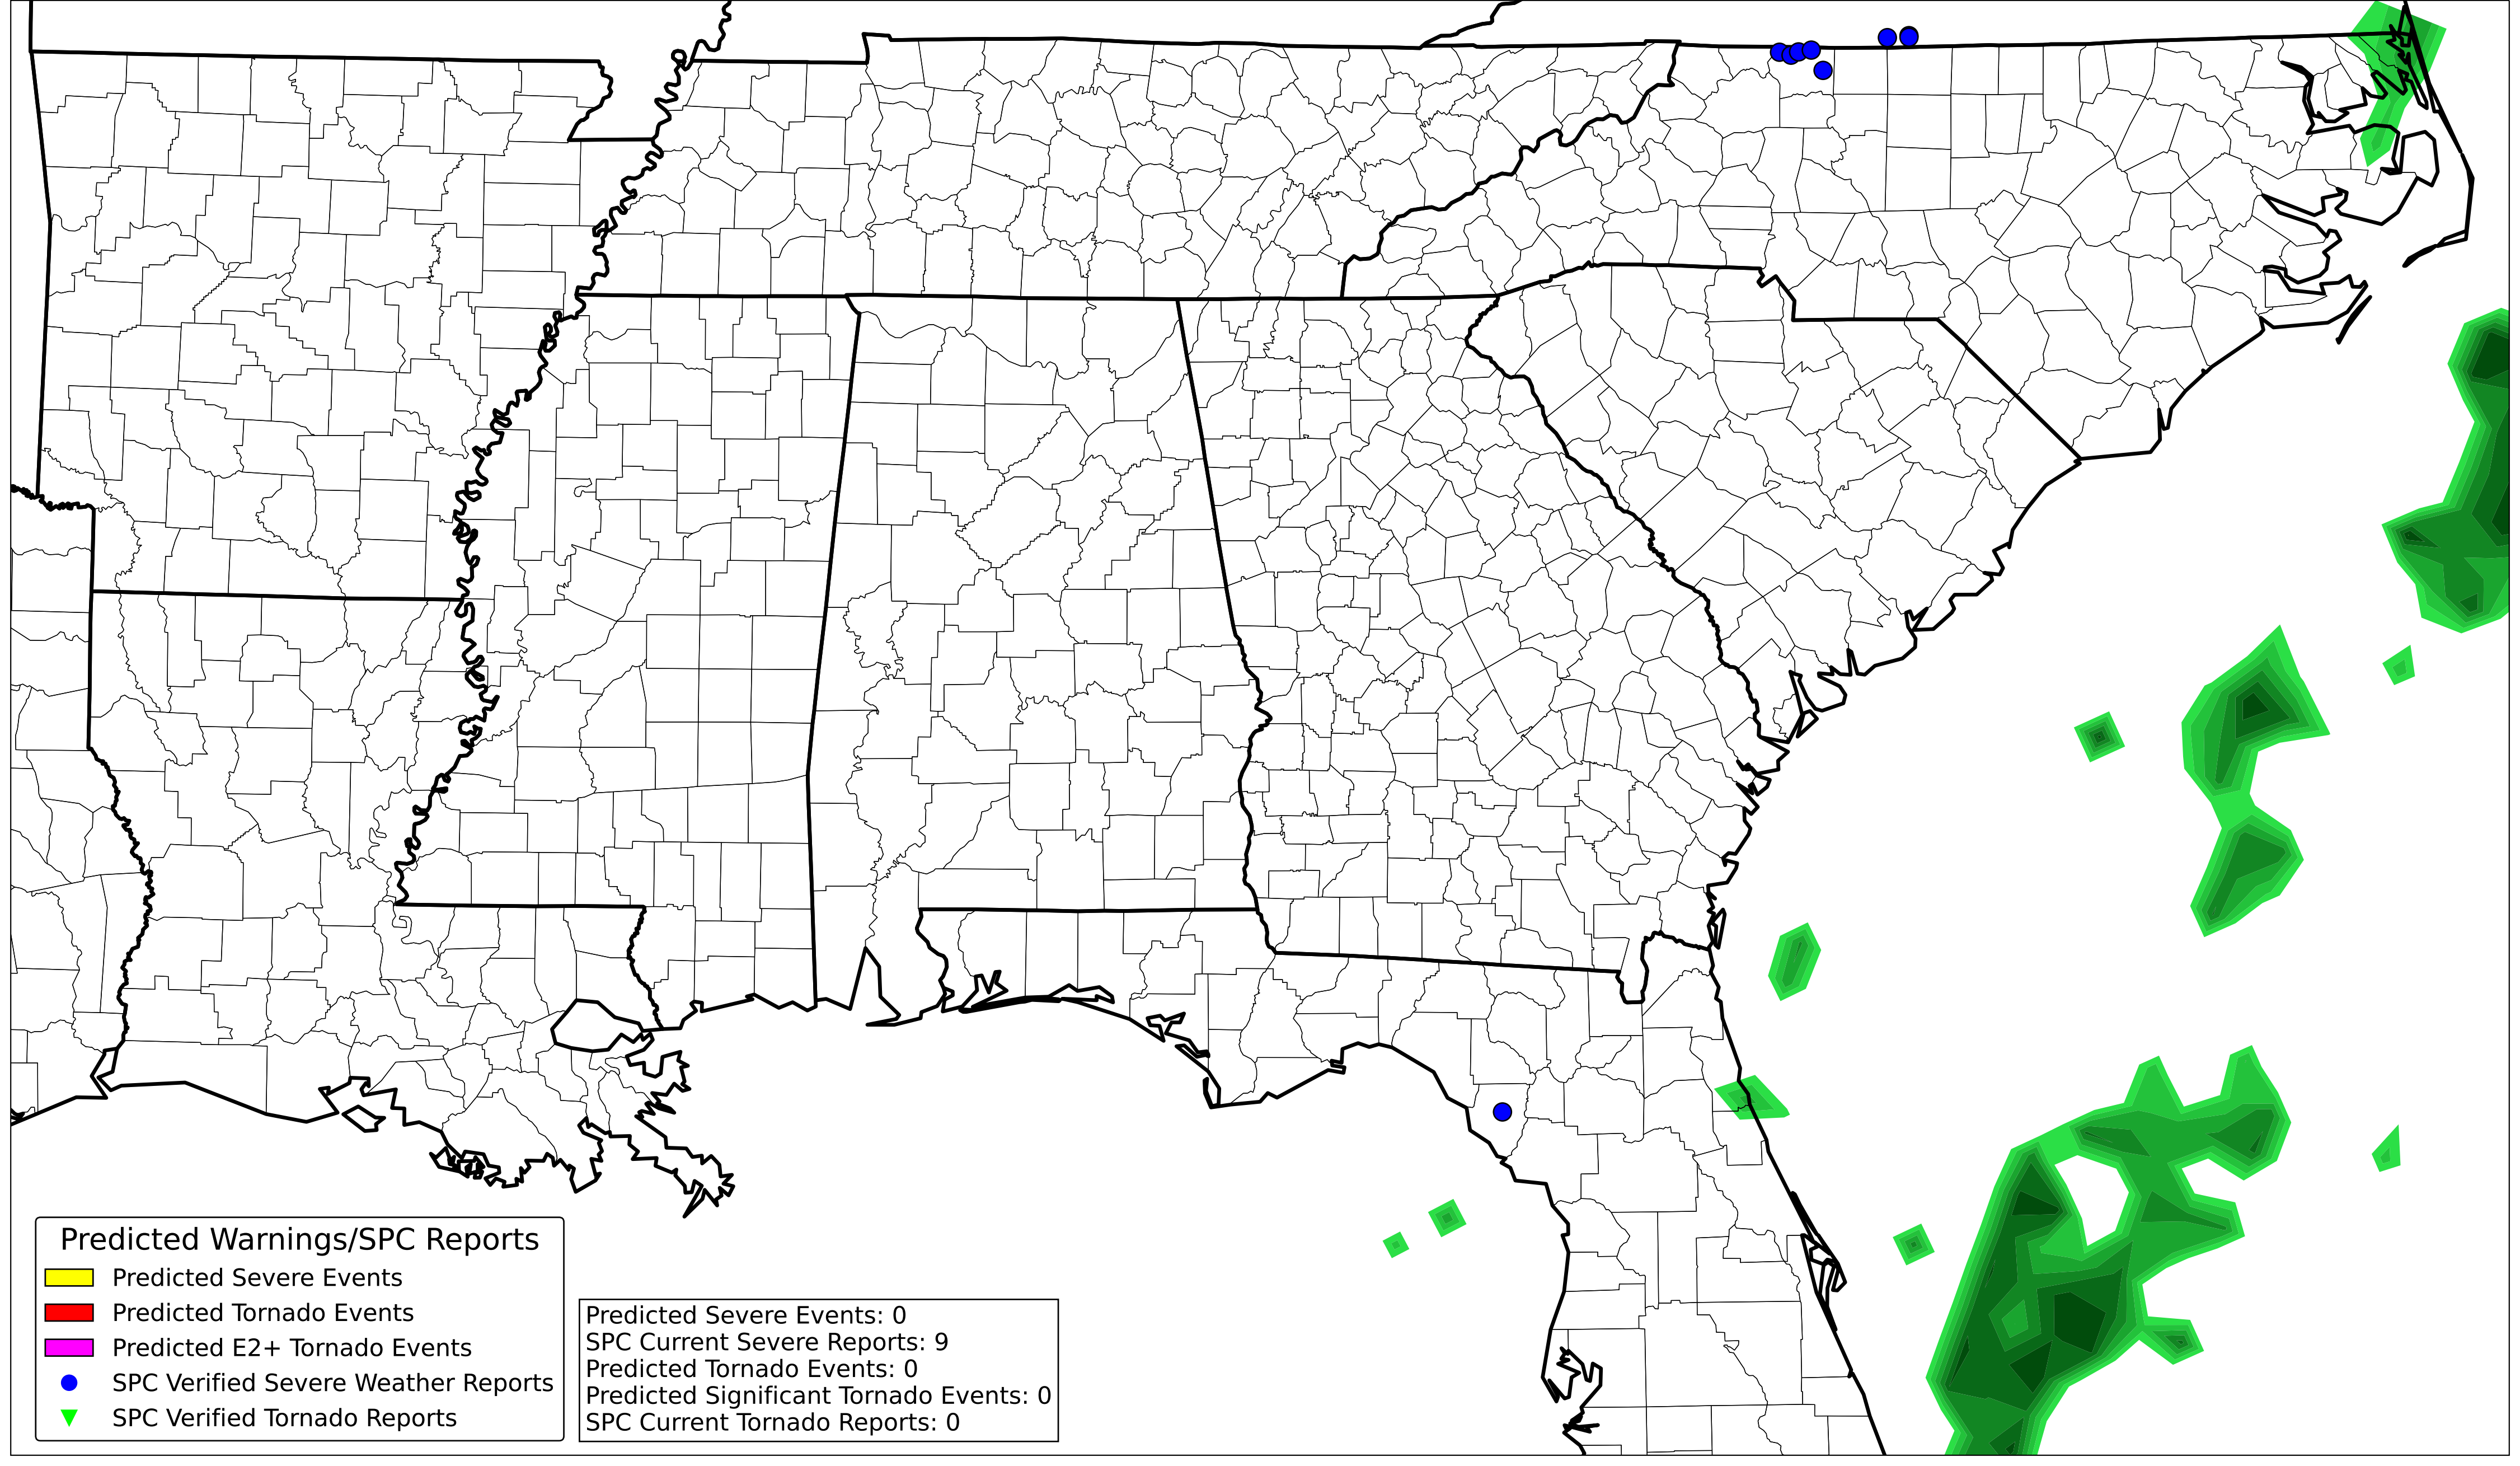 Predicted Warnings/SPC Reports
Predicted Severe Events
Predicted Tornado Events
Predicted E2+ Tornado Events
SPC Verified Severe Weather Reports
SPC Verified Tornado Reports
Predicted Severe Events: 0
SPC Current Severe Reports: 9
Predicted Tornado Events: 0
Predicted Significant Tornado Events: 0
SPC Current Tornado Reports: 0